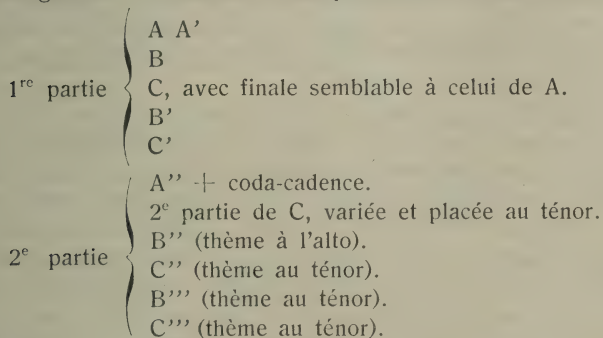 A A'
B
1re partie C, avec finale semblable à celui de A.
B'
C'
A'' + coda-cadence.
2e partie de C, variée et placée au ténor.
2e partie B'' (thème à l'alto).
C'' (thème au ténor).
B''' (thème au ténor).
C''' (thème au ténor).